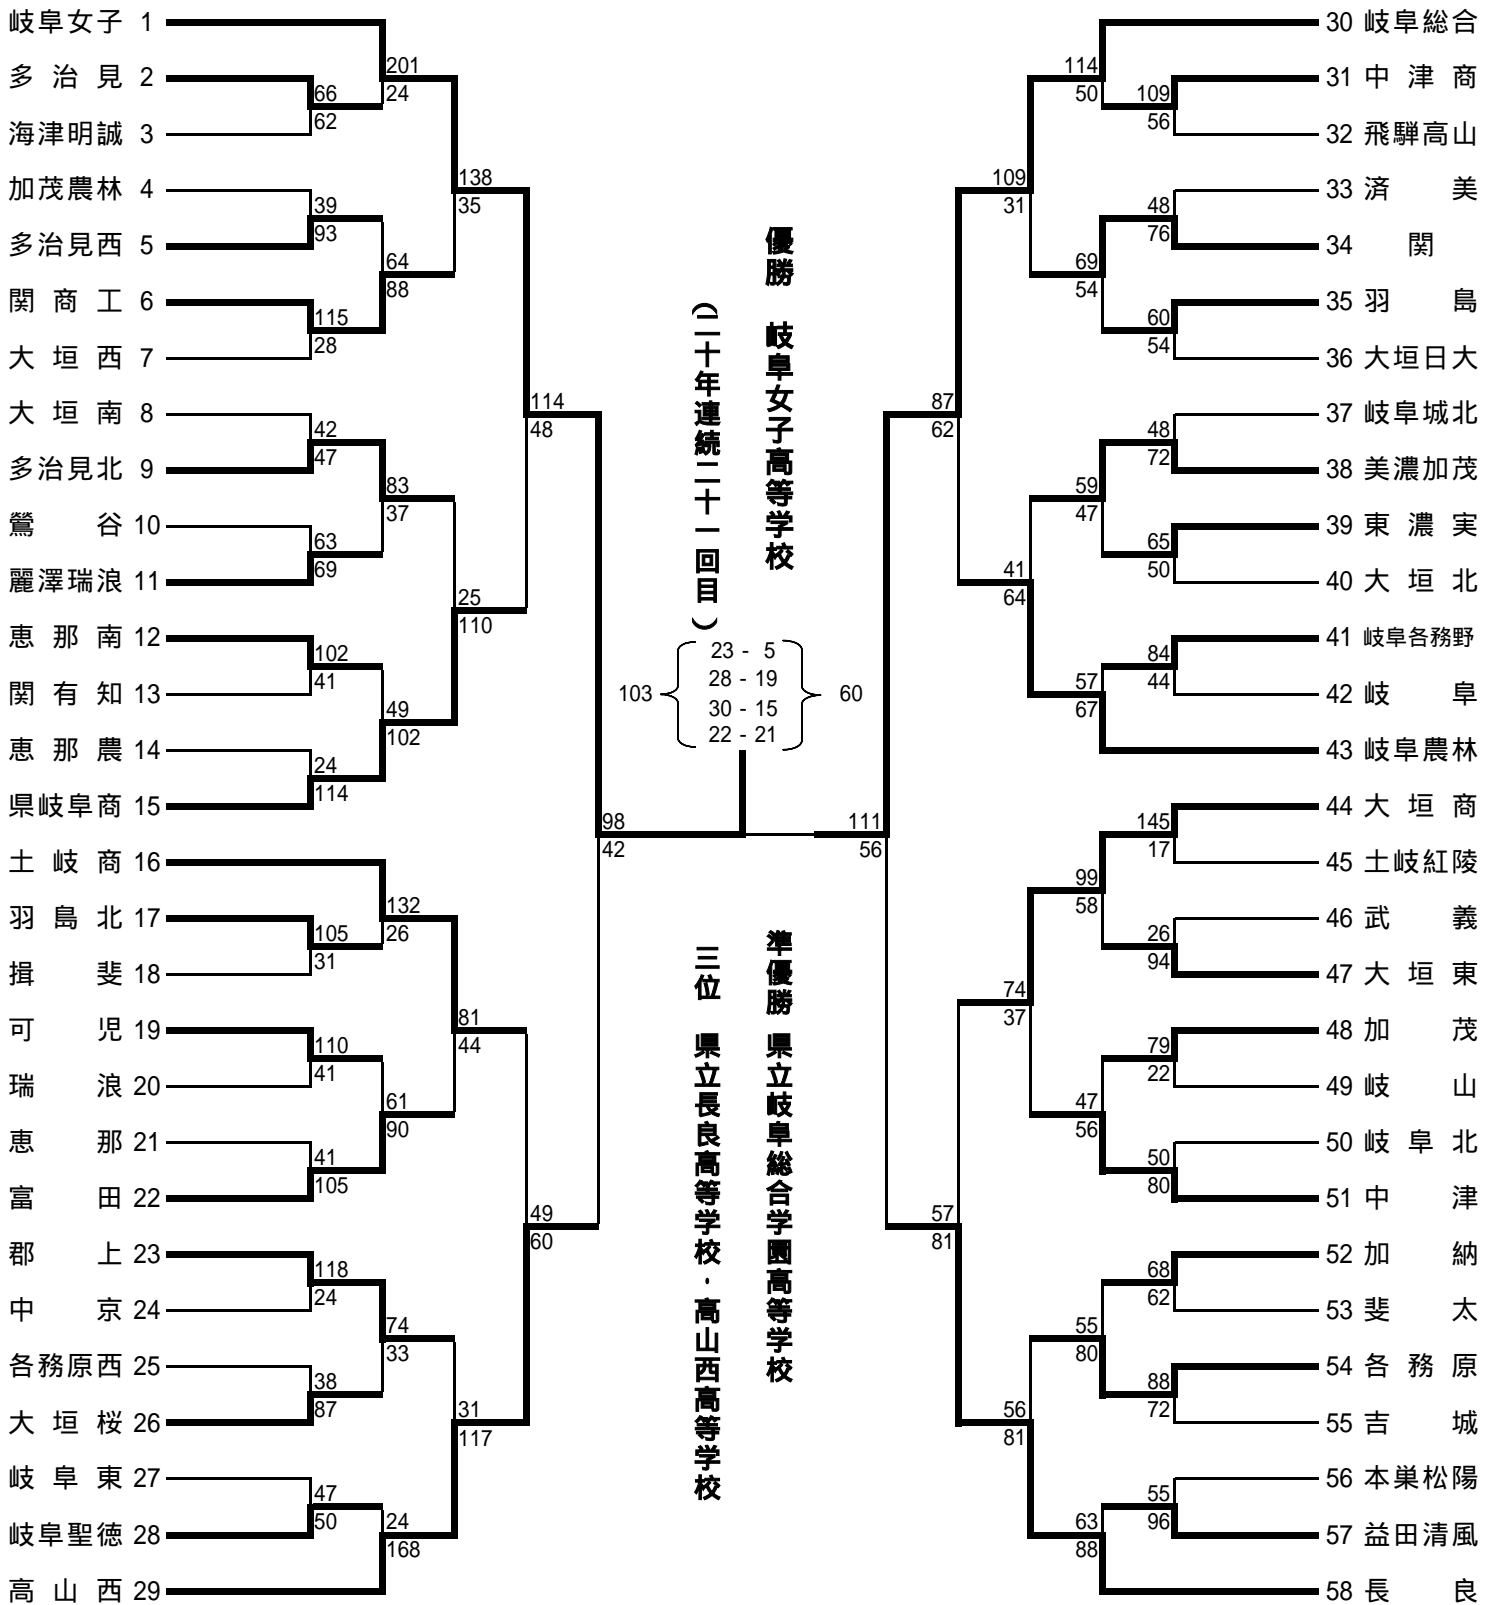 岐阜女子 1
201
多治見 2
66
24
62
海津明誠 3
138
加茂農林 4
39
35
多治見西 5
93
64
関商工 6
88
115
大垣西 7
28
114
大垣南 8
42
48
多治見北 9
47
83
鶯谷 10
37
63
麗澤瑞浪 11
69
25
恵那南 12
110
102
関有知 13
41
49
恵那農 14
102
24
県岐阜商 15
114
98
土岐商 16
42
132
羽島北 17
105
26
揖斐 18
31
可児 19
81
110
44
瑞浪 20
41
61
恵那 21
90
41
富田 22
105
49
郡上 23
60
118
中京 24
24
74
各務原西 25
33
38
大垣桜 26
87
31
岐阜東 27
117
47
岐阜聖徳 28
50
24
168
高山西 29
優勝 岐阜女子高等学校
(二十年連続二十一回目)
23 - 5
28 - 19
103
60
30 - 15
22 - 21
準優勝 県立岐阜総合学園高等学校
三位 県立長良高等学校・高山西高等学校
30 岐阜総合
114
31 中津商
50
109
56
32 飛騨高山
109
33 済美
31
48
34 関
76
69
35 羽島
54
60
36 大垣日大
54
87
37 岐阜城北
62
48
38 美濃加茂
72
59
39 東濃実
47
65
40 大垣北
50
41
64
41 岐阜各務野
84
42 岐阜
44
57
67
43 岐阜農林
44 大垣商
111
145
56
17
45 土岐紅陵
99
46 武義
58
26
47 大垣東
94
74
48 加茂
37
79
49 岐山
22
47
50 岐阜北
56
50
51 中津
80
57
52 加納
81
68
53 斐太
62
55
54 各務原
80
88
55 吉城
72
56
56 本巣松陽
81
55
57 益田清風
96
63
88
58 長良